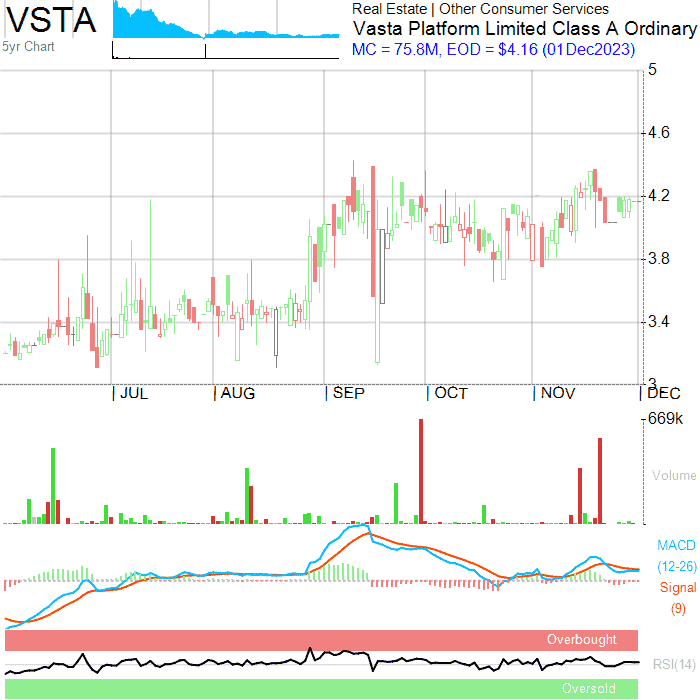 VSTA
5yr Chart
Real Estate | Other Consumer Services
Vasta Platform Limited Class A Ordinary
MC = 75.8M, EOD = $4.16 (01Dec2023)
5
4.6
4.2
3.8
3.4
3
JUL
AUG
SEP
OCT
NOV
DEC
669k
Volume
MACD
(12-26)
Signal
(9)
Overbought
RSI(14)
Oversold